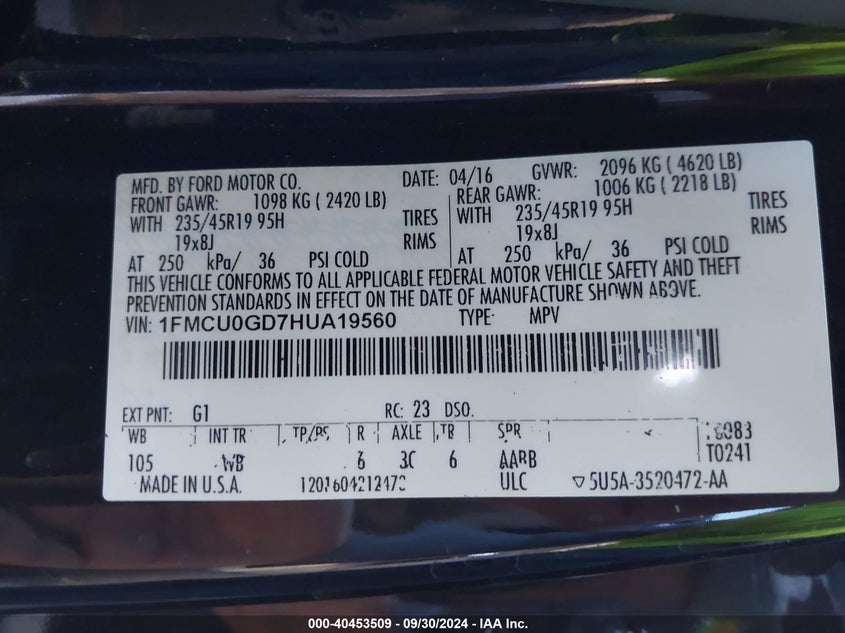 MFD. BY FORD MOTOR CO. DATE: 04/16 GVWR: 2096 KG ( 4620 LB)
FRONT GAWR: 1098 KG ( 2420 LB) REAR GAWR: 1006 KG ( 2218 LB)
WITH 235/45R19 95H TIRES WITH 235/45R19 95H TIRES
19x8J RIMS 19x8J RIMS
AT 250 kPa/ 36 PSI COLD AT 250 kPa/ 36 PSI COLD
THIS VEHICLE CONFORMS TO ALL APPLICABLE FEDERAL MOTOR VEHICLE SAFETY AND THEFT
PREVENTION STANDARDS IN EFFECT ON THE DATE OF MANUFACTURE SHOWN ABOVE.
VIN: 1FMCU0GD7HUA19560 TYPE: MPV
EXT PNT: G1 RC: 23 DSO:
WB INT TR TP/PS R AXLE TR SPR
105 WB 6 6 AABB T0241
MADE IN U.S.A. ULC 5U5A-3520472-AA
000-40453509 - 09/30/2024 - IAA Inc.